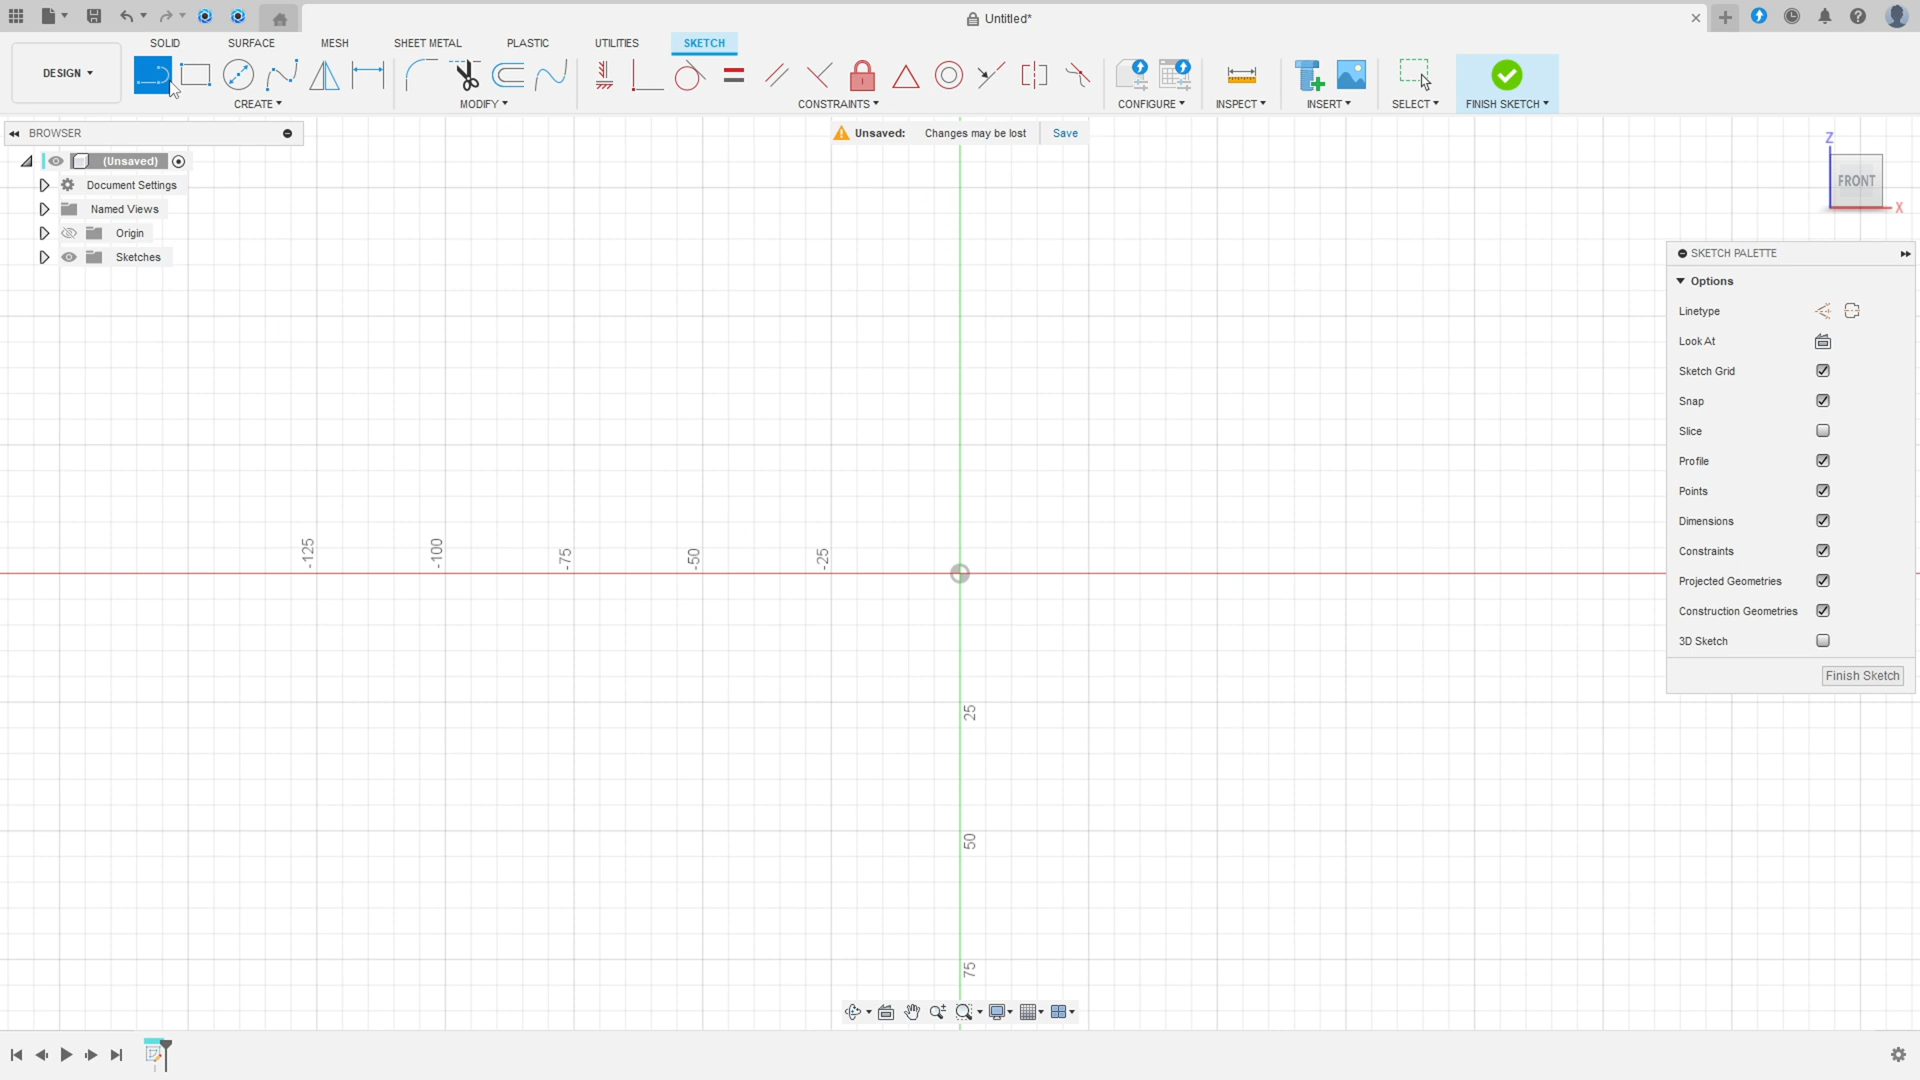 Untitled*
SOLID SURFACE MESH SHEET METAL PLASTIC UTILITIES SKETCH
DESIGN
CREATE MODIFY CONSTRAINTS CONFIGURE INSPECT INSERT SELECT FINISH SKETCH
BROWSER
Unsaved: Changes may be lost Save
(Unsaved)
Document Settings
Named Views
Origin
Sketches
Z
FRONT
X
SKETCH PALETTE
Options
Linetype
Look At
Sketch Grid
Snap
Slice
Profile
Points
Dimensions
Constraints
Projected Geometries
Construction Geometries
3D Sketch
Finish Sketch
-125
-100
-75
-50
-25
25
50
75